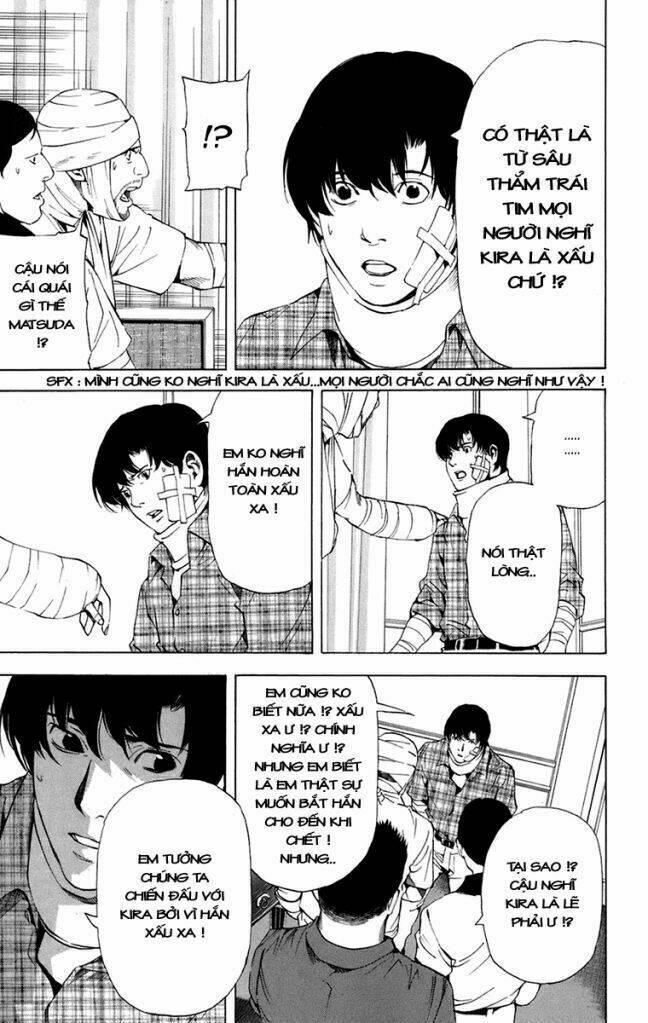 CÓ THẬT LÀ
TỪ SÂU
THẲM TRÁI
TIM MỌI
NGƯỜI NGHĨ
KIRA LÀ XẤU
CHỨ !?
!?
CẬU NÓI
CÁI QUÁI
GÌ THẾ
MATSUDA
!?
SFX : MÌNH CŨNG KO NGHĨ KIRA LÀ XẤU...MỌI NGƯỜI CHẮC AI CŨNG NGHĨ NHƯ VẬY !
.....
.....
NÓI THẬT
LÒNG..
EM KO NGHĨ
HẮN HOÀN
TOÀN XẤU
XA !
TẠI SAO !?
CẬU NGHĨ
KIRA LÀ LẼ
PHẢI Ư !?
EM CŨNG KO
BIẾT NỮA !? XẤU
XA Ư !? CHÍNH
NGHĨA Ư !?
NHƯNG EM BIẾT
LÀ EM THẬT SỰ
MUỐN BẮT HẮN
CHO ĐẾN KHI
CHẾT !
NHƯNG..
EM TƯỞNG
CHÚNG TA
CHIẾN ĐẤU VỚI
KIRA BỞI VÌ HẮN
XẤU XA !